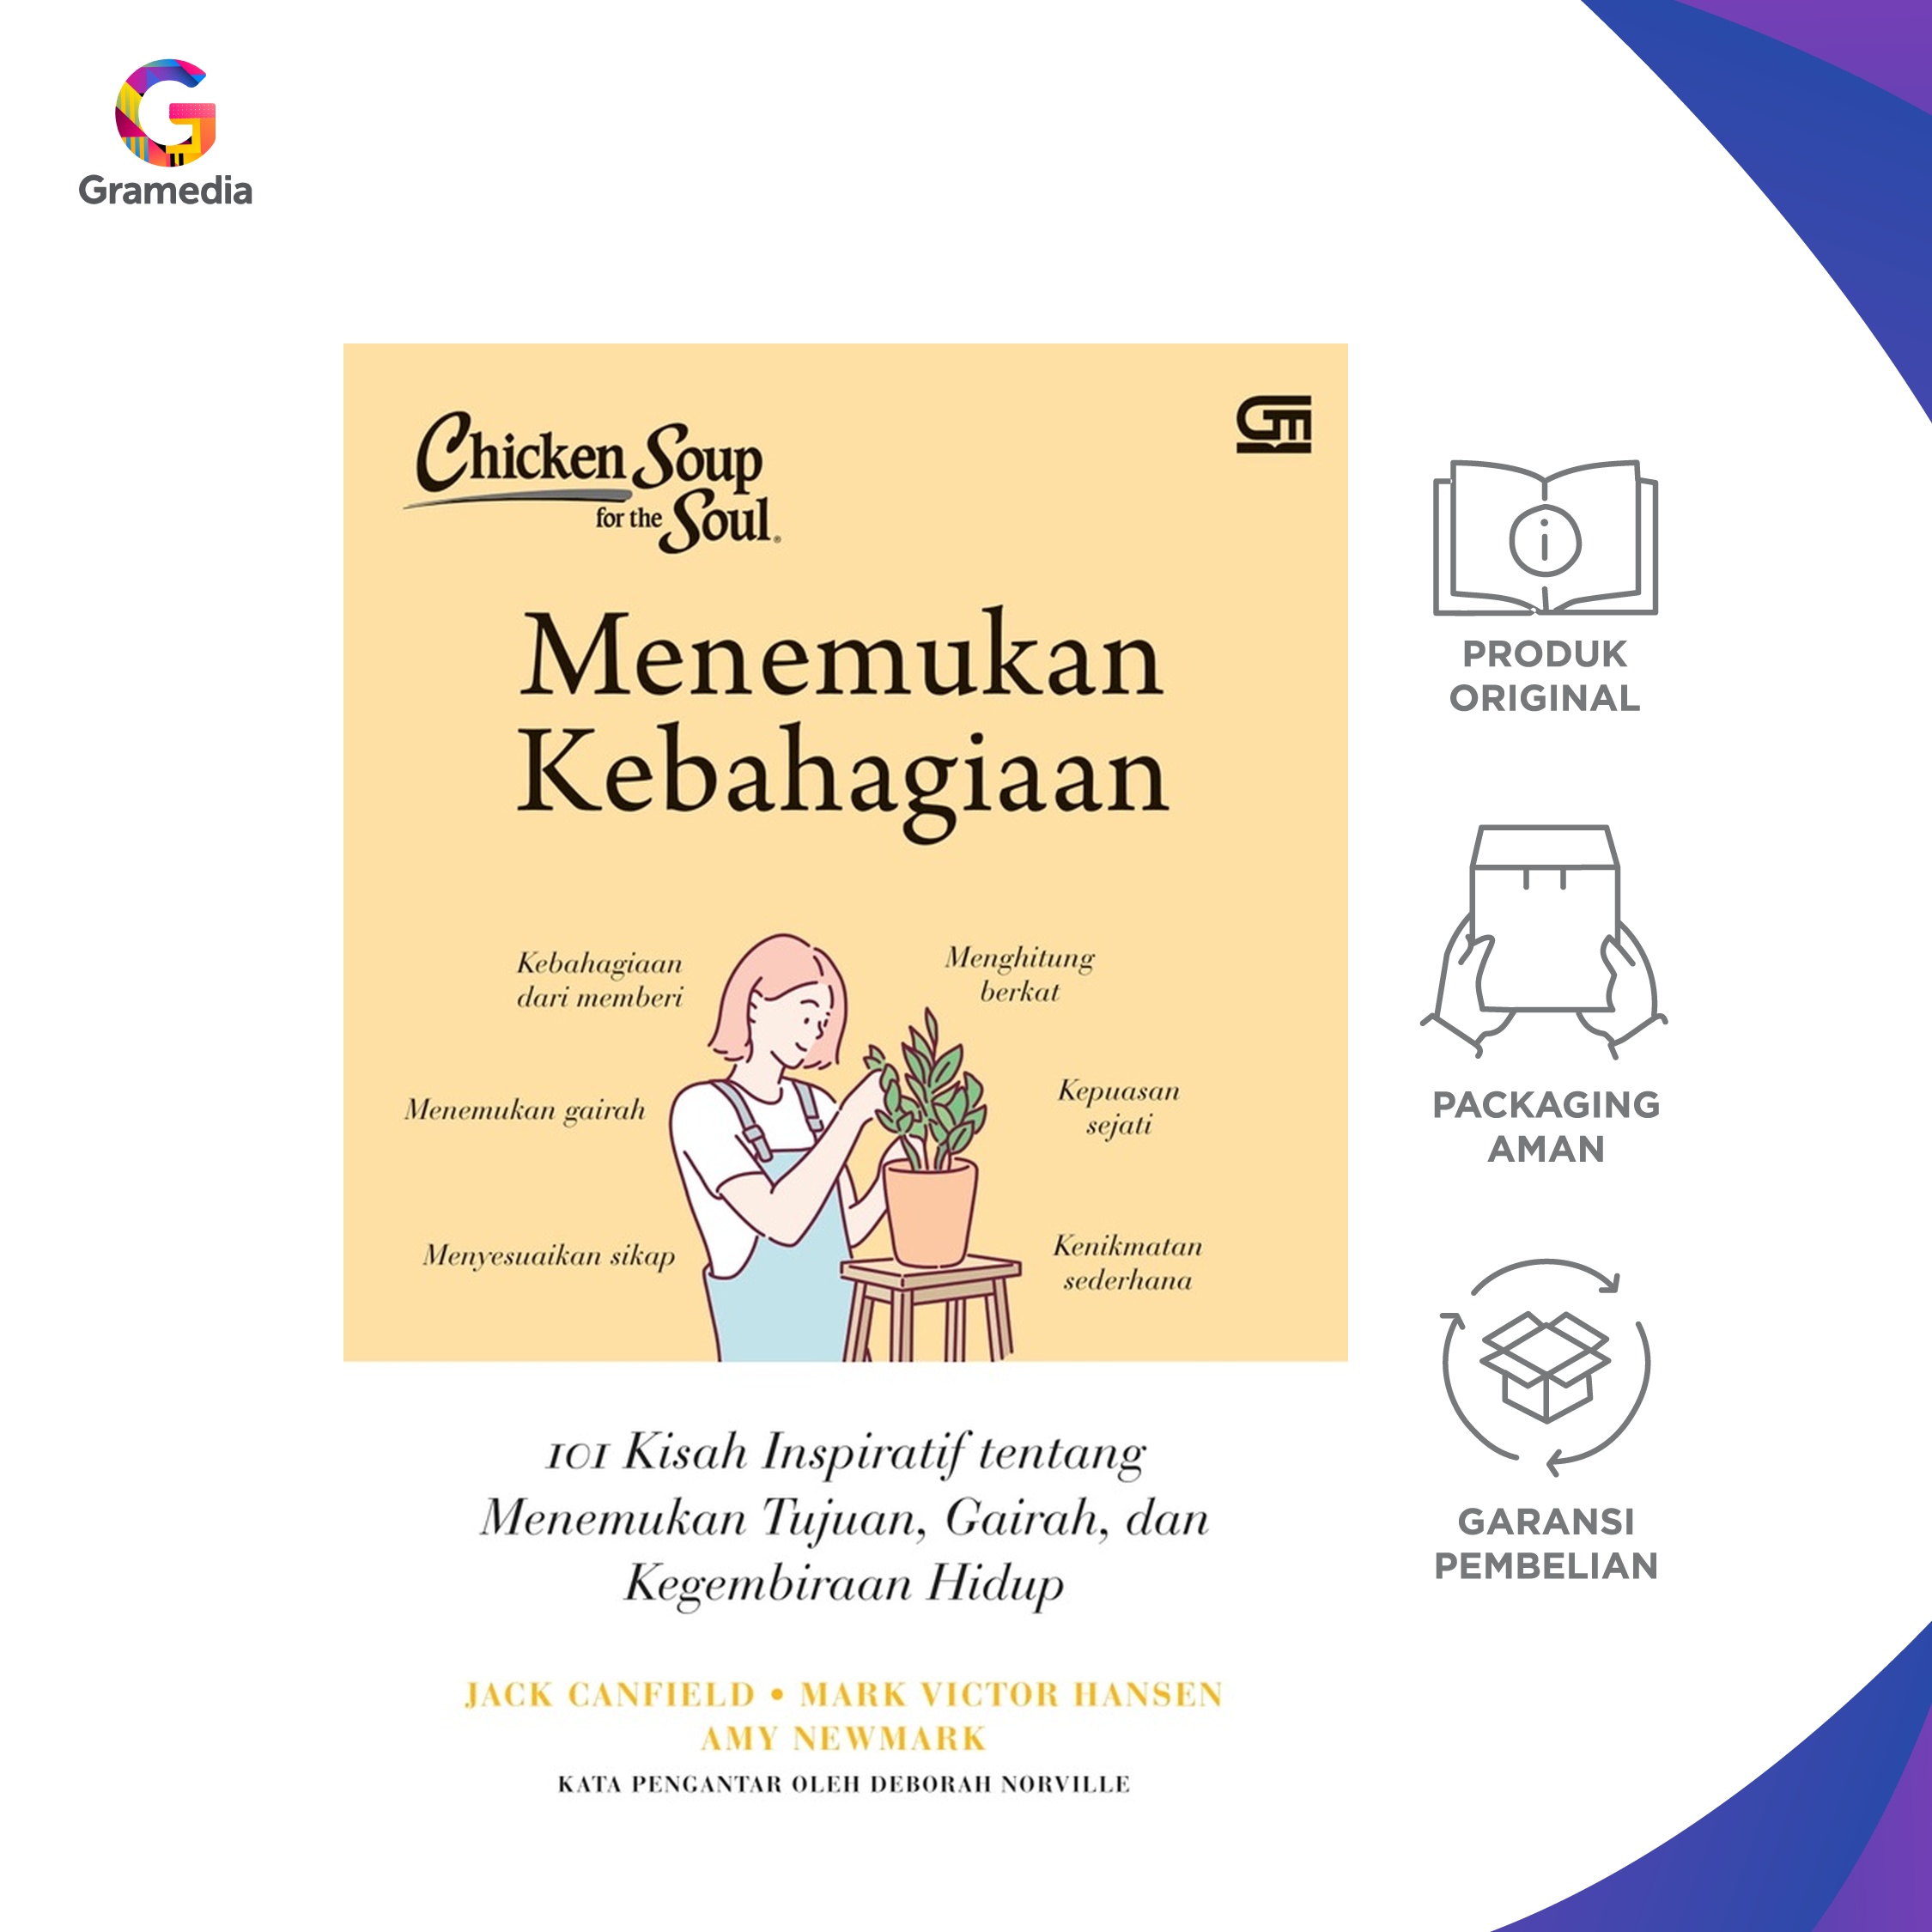 Gramedia
Chicken Soup
for the Soul®
GM
Menemukan
Kebahagiaan
Kebahagiaan
dari memberi
Menghitung
berkat
Menemukan gairah
Kepuasan
sejati
Menyesuaikan sikap
Kenikmatan
sederhana
101 Kisah Inspiratif tentang
Menemukan Tujuan, Gairah, dan
Kegembiraan Hidup
JACK CANFIELD • MARK VICTOR HANSEN
AMY NEWMARK
KATA PENGANTAR OLEH DEBORAH NORVILLE
PRODUK
ORIGINAL
PACKAGING
AMAN
GARANSI
PEMBELIAN